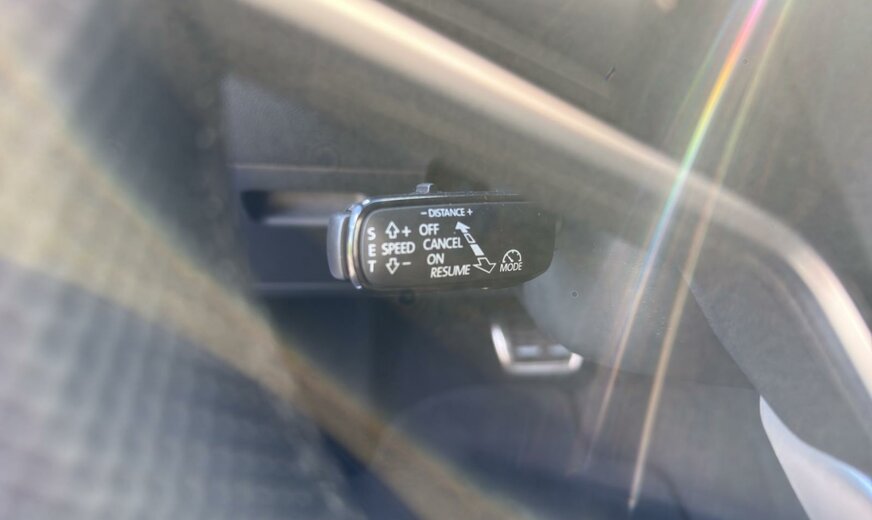 - DISTANCE +
S + OFF
E SPEED CANCEL
T - ON
RESUME
MODE